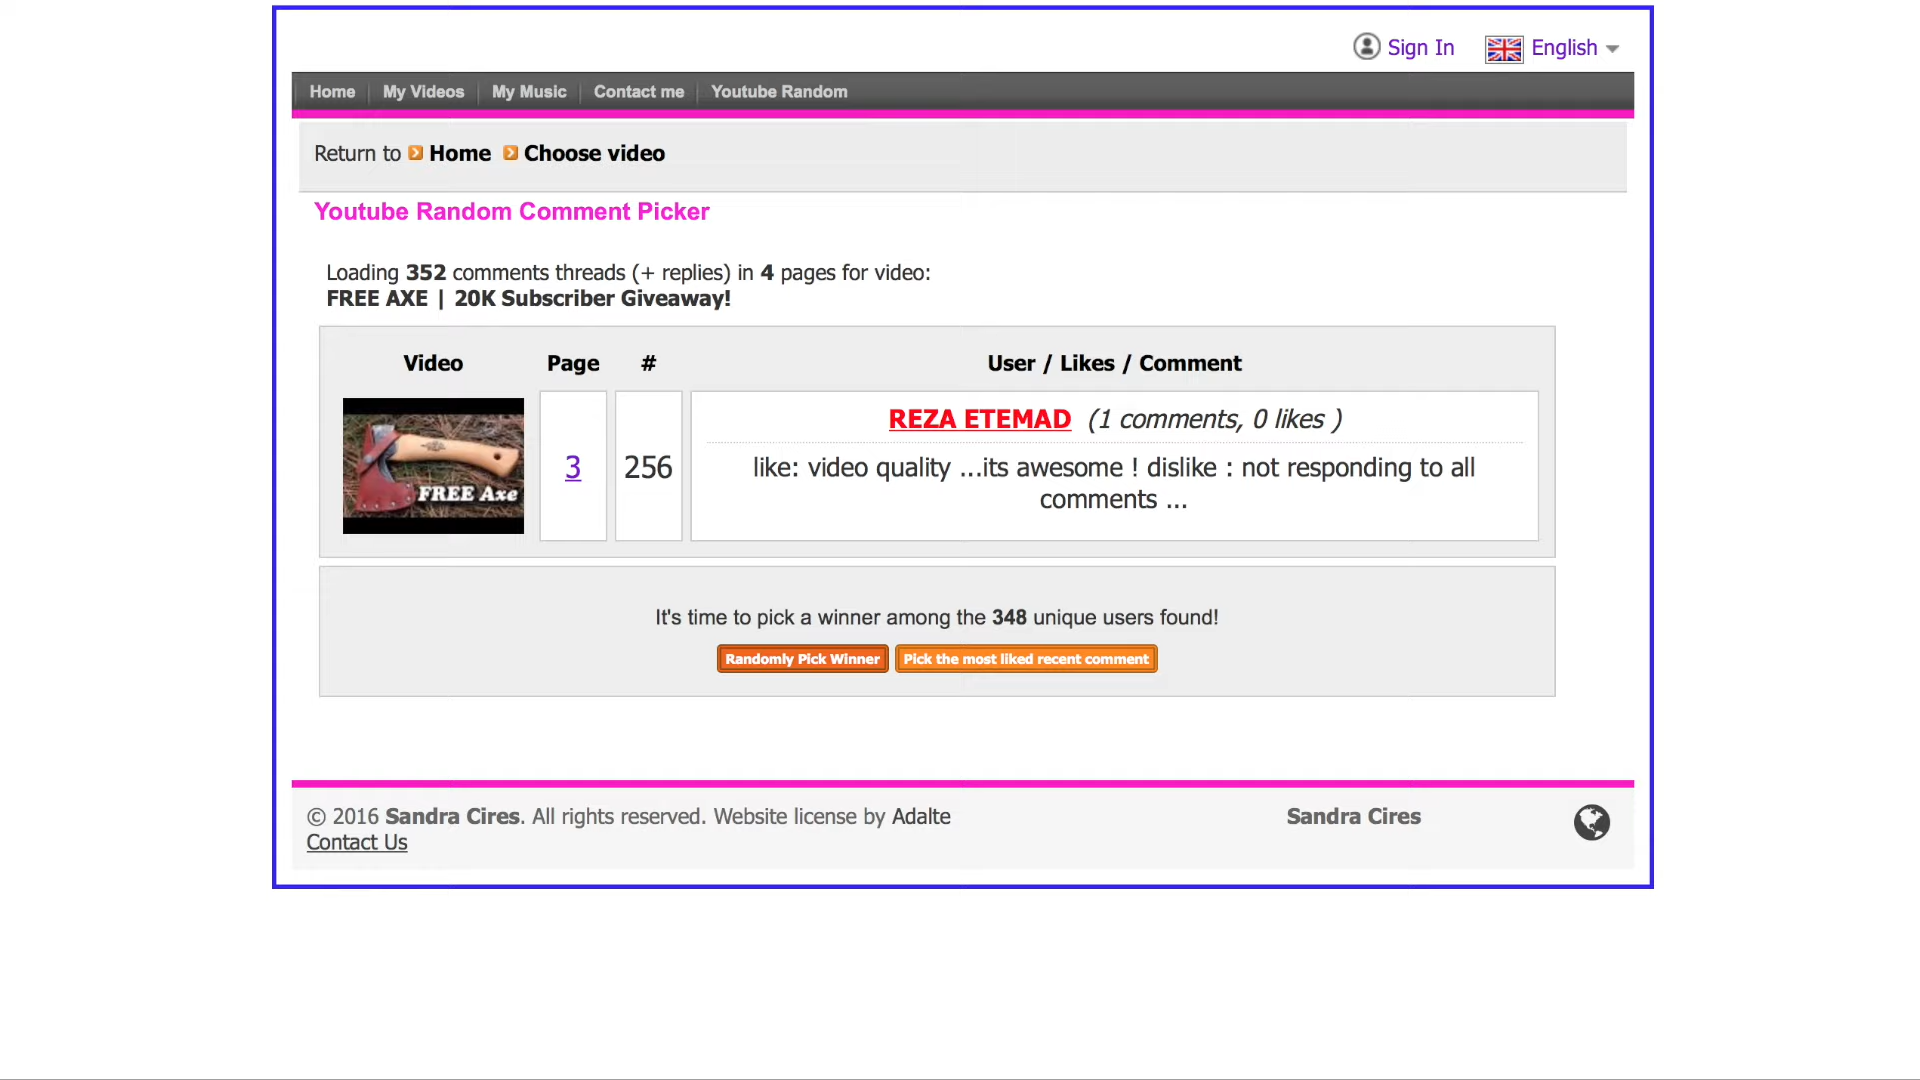 Sign In English
Home My Videos My Music Contact me Youtube Random
Return to Home Choose video
Youtube Random Comment Picker
Loading 352 comments threads (+ replies) in 4 pages for video:
FREE AXE | 20K Subscriber Giveaway!
Video Page # User / Likes / Comment
REZA ETEMAD (1 comments, 0 likes )
FREE Axe 3 256 like: video quality ...its awesome ! dislike : not responding to all
comments ...
It's time to pick a winner among the 348 unique users found!
Randomly Pick Winner Pick the most liked recent comment
© 2016 Sandra Cires. All rights reserved. Website license by Adalte Sandra Cires
Contact Us